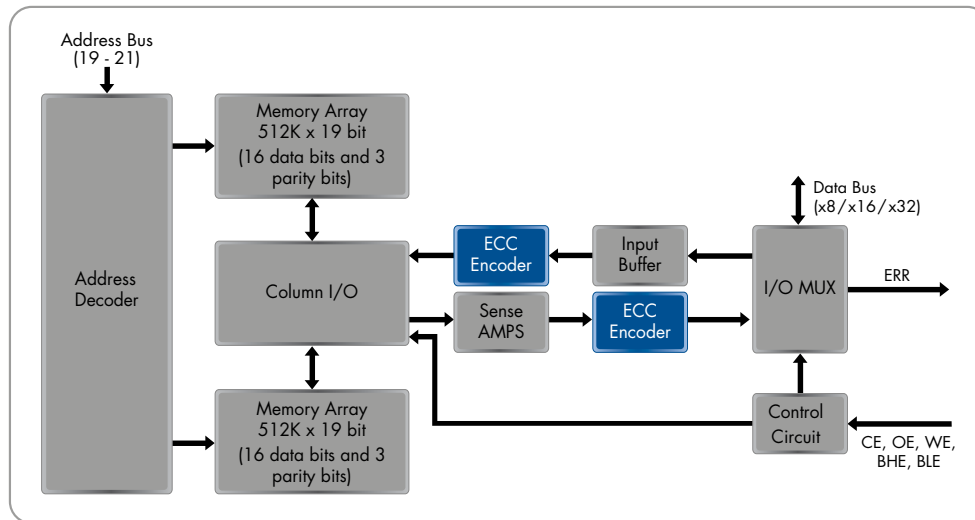 Address Bus
(19 - 21)
Memory Array
512K x 19 bit
(16 data bits and 3
parity bits)
Address
Decoder
Column I/O
ECC
Encoder
Input
Buffer
Data Bus
(x8/x16/x32)
I/O MUX
ERR
Sense
AMPS
ECC
Encoder
Memory Array
512K x 19 bit
(16 data bits and 3
parity bits)
Control
Circuit
CE, OE, WE,
BHE, BLE